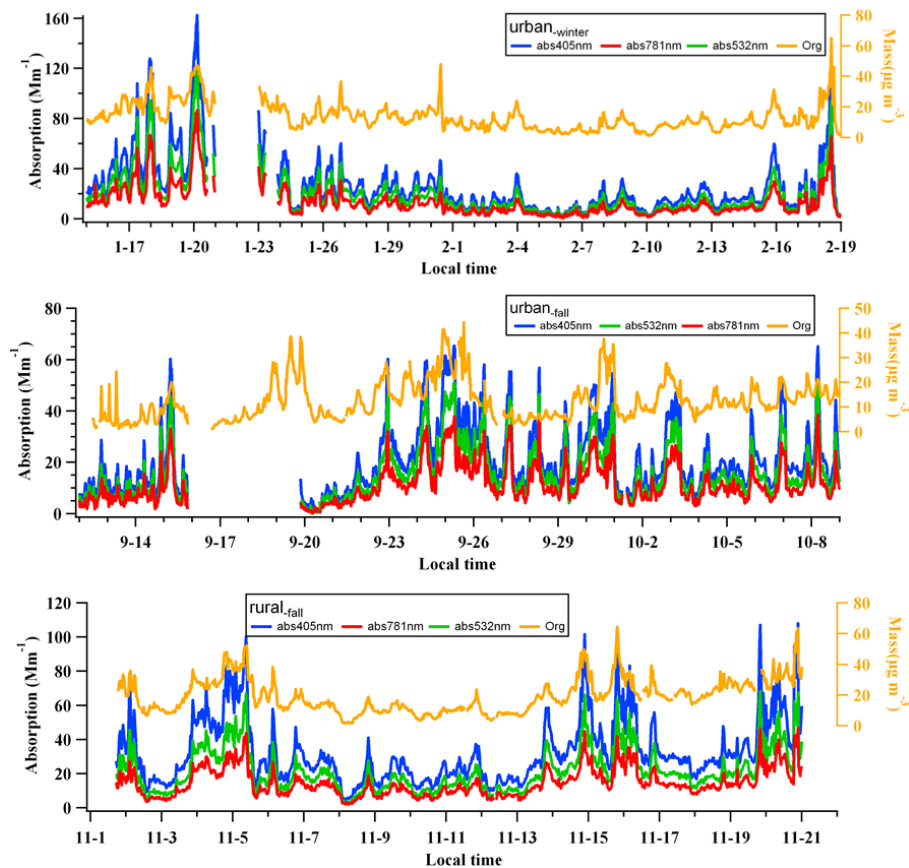 urban-winter
abs405nm abs781nm abs532nm Org
Absorption (Mm-1)
160
120
80
40
0
Mass(μg m-3)
80
60
40
20
0
1-17 1-20 1-23 1-26 1-29 2-1 2-4 2-7 2-10 2-13 2-16 2-19
Local time
urban-fall
abs405nm abs532nm abs781nm Org
Absorption (Mm-1)
80
60
40
20
0
Mass(μg m-3)
50
40
30
20
10
0
9-14 9-17 9-20 9-23 9-26 9-29 10-2 10-5 10-8
Local time
rural-fall
abs405nm abs781nm abs532nm Org
Absorption (Mm-1)
120
100
80
60
40
20
0
Mass(μg m-3)
80
60
40
20
0
11-1 11-3 11-5 11-7 11-9 11-11 11-13 11-15 11-17 11-19 11-21
Local time